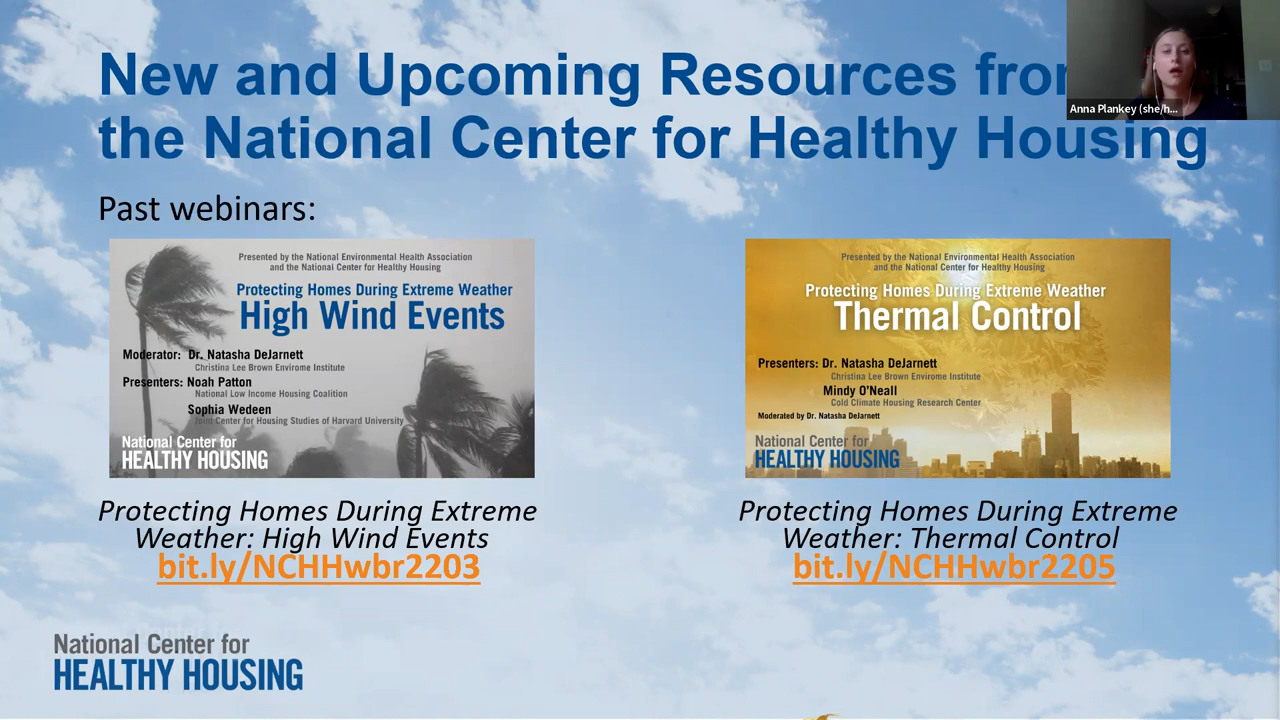 New and Upcoming Resources from
the National Center for Healthy Housing
Anna Plankey (she/h...
Past webinars:
Presented by the National Environmental Health Association
and the National Center for Healthy Housing
Protecting Homes During Extreme Weather
High Wind Events
Moderator: Dr. Natasha DeJarnett
Christina Lee Brown Envirome Institute
Presenters: Noah Patton
National Low Income Housing Coalition
Sophia Wedeen
Joint Center for Housing Studies of Harvard University
National Center for
HEALTHY HOUSING
Presented by the National Environmental Health Association
and the National Center for Healthy Housing
Protecting Homes During Extreme Weather
Thermal Control
Presenters: Dr. Natasha DeJarnett
Christina Lee Brown Envirome Institute
Mindy O'Neall
Cold Climate Housing Research Center
Moderated by Dr. Natasha DeJarnett
National Center for
HEALTHY HOUSING
Protecting Homes During Extreme
Weather: High Wind Events
bit.ly/NCHHwbr2203
Protecting Homes During Extreme
Weather: Thermal Control
bit.ly/NCHHwbr2205
National Center for
HEALTHY HOUSING